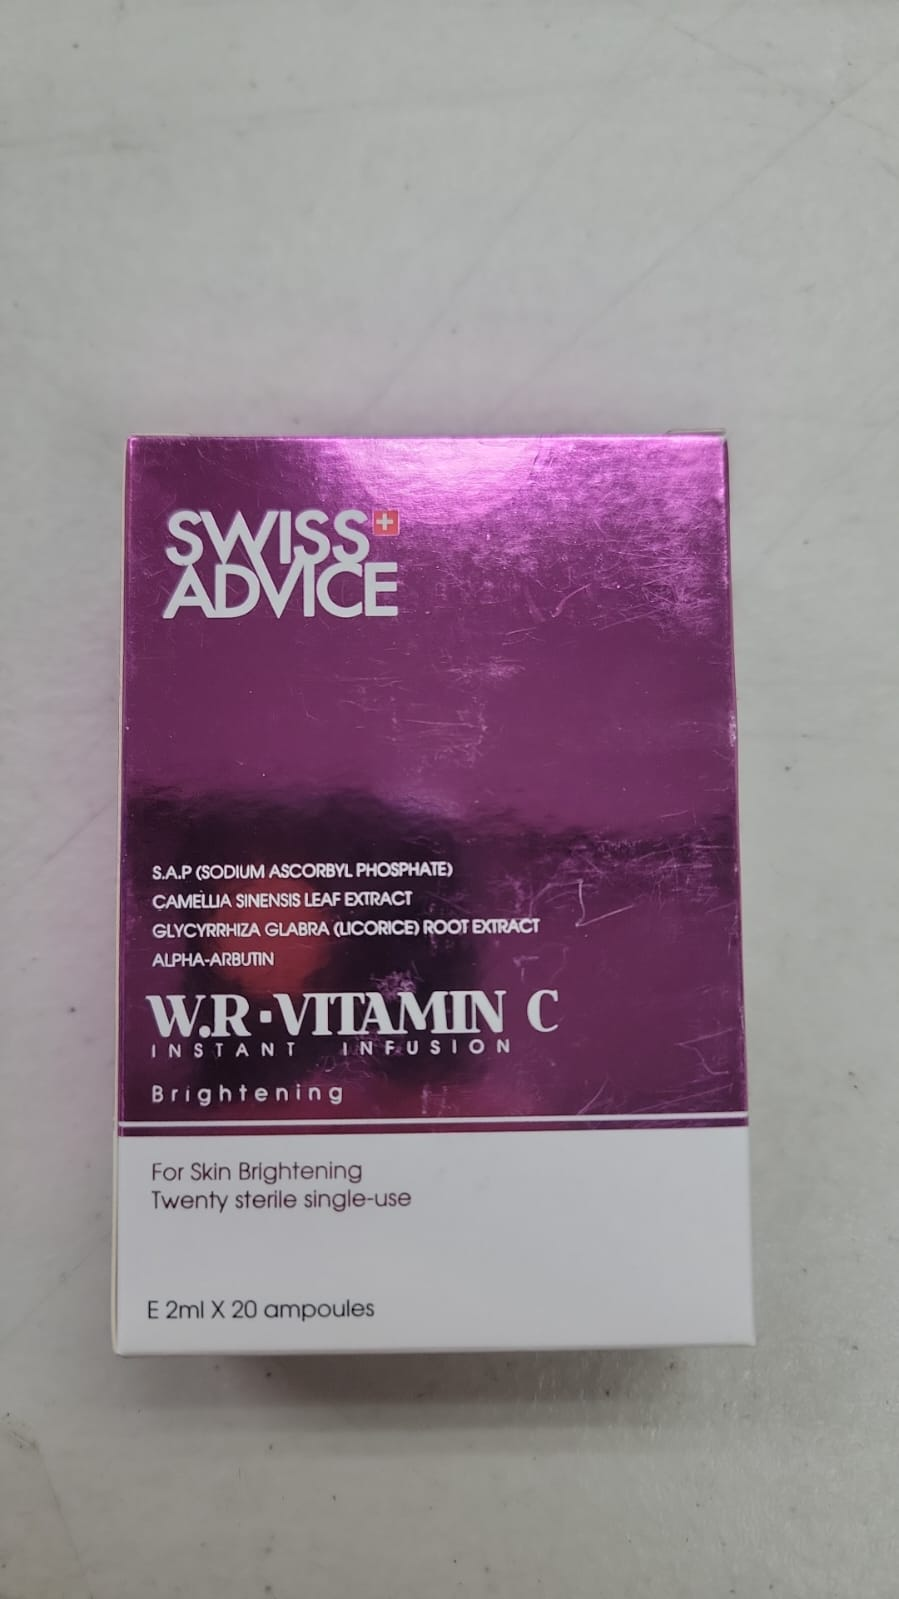 SWISS
ADVICE
S.A.P (SODIUM ASCORBYL PHOSPHATE)
CAMELLIA SINENSIS LEAF EXTRACT
GLYCYRRHIZA GLABRA (LICORICE) ROOT EXTRACT
ALPHA-ARBUTIN
W.R·VITAMIN C
INSTANT INFUSION
Brightening
For Skin Brightening
Twenty sterile single-use
E 2ml X 20 ampoules